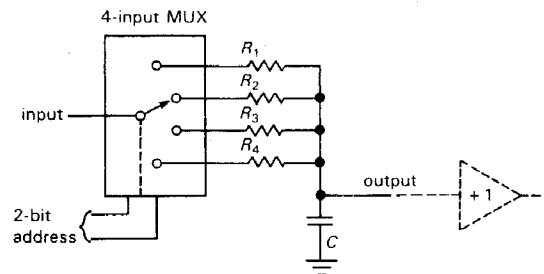 4-input MUX
R1
R2
input
R3
R4
output
+1
2-bit
address
C